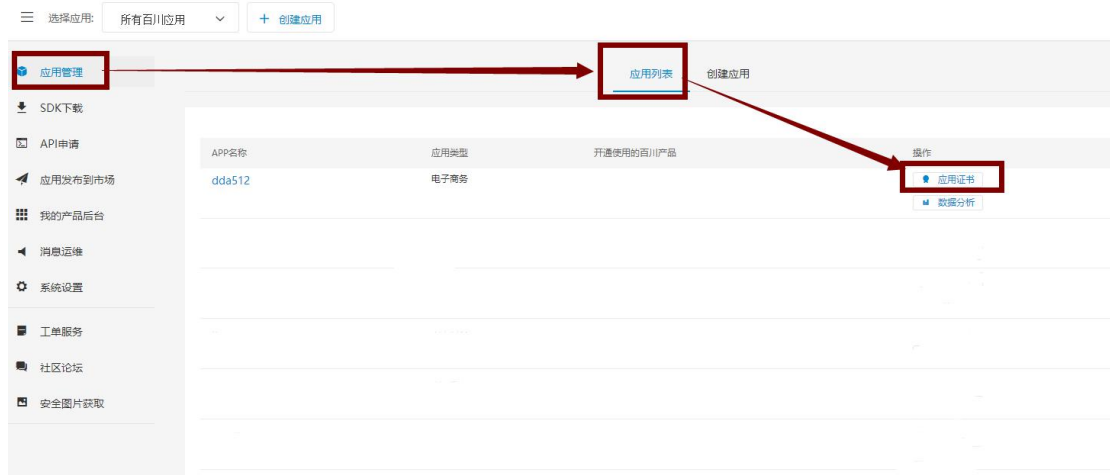 选择应用: 所有百川应用 + 创建应用
应用管理
应用列表 创建应用
SDK下载
API申请
APP名称 应用类型 开通使用的百川产品 操作
应用发布到市场
dda512 电子商务 应用证书
数据分析
我的产品后台
消息运维
系统设置
工单服务
社区论坛
安全图片获取